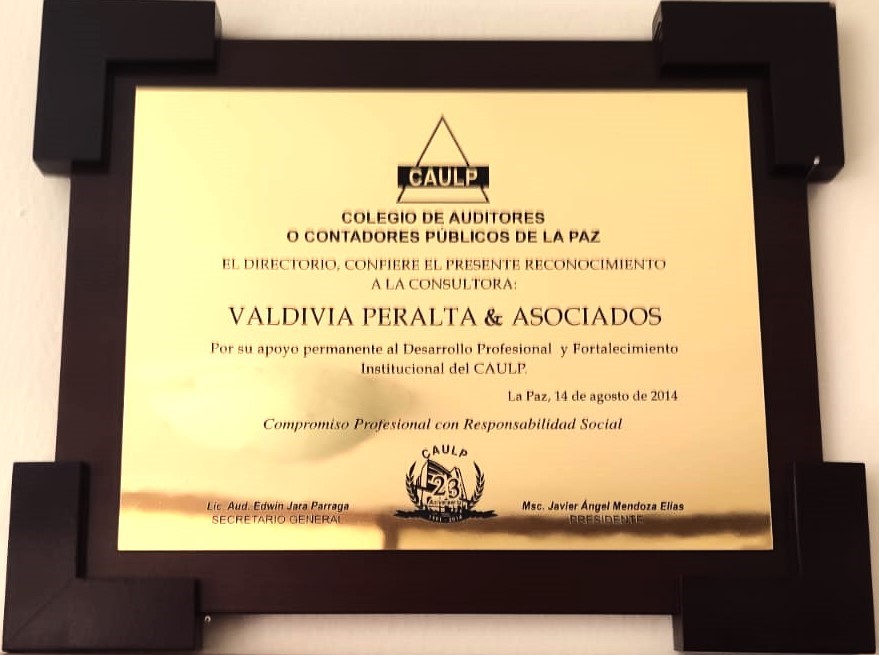 CAULP
COLEGIO DE AUDITORES
O CONTADORES PÚBLICOS DE LA PAZ
EL DIRECTORIO, CONFIERE EL PRESENTE RECONOCIMIENTO
A LA CONSULTORA:
VALDIVIA PERALTA & ASOCIADOS
Por su apoyo permanente al Desarrollo Profesional y Fortalecimiento
Institucional del CAULP.
La Paz, 14 de agosto de 2014
Compromiso Profesional con Responsabilidad Social
CAULP
23
Lic. Aud. Edwin Jara Parraga
SECRETARIO GENERAL
Msc. Javier Ángel Mendoza Elias
PRESIDENTE